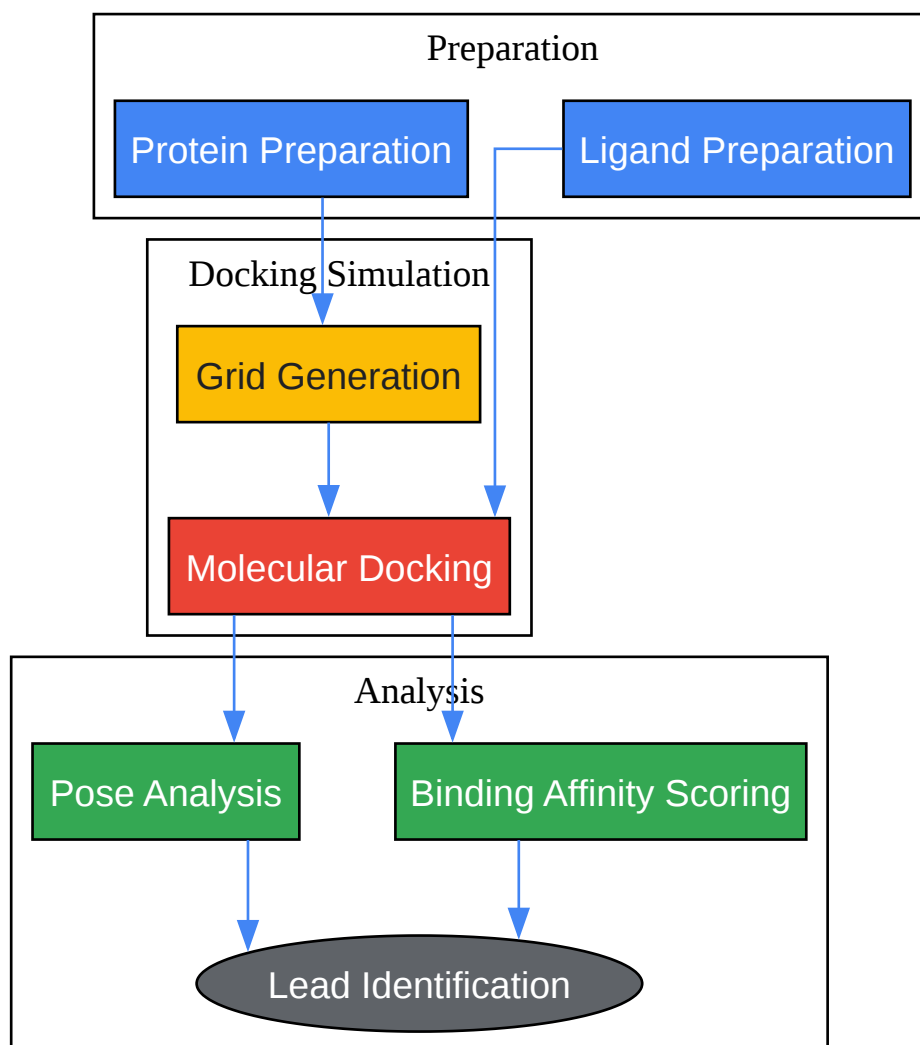 Preparation
Protein Preparation
Ligand Preparation
Docking Simulation
Grid Generation
Molecular Docking
Analysis
Pose Analysis
Binding Affinity Scoring
Lead Identification